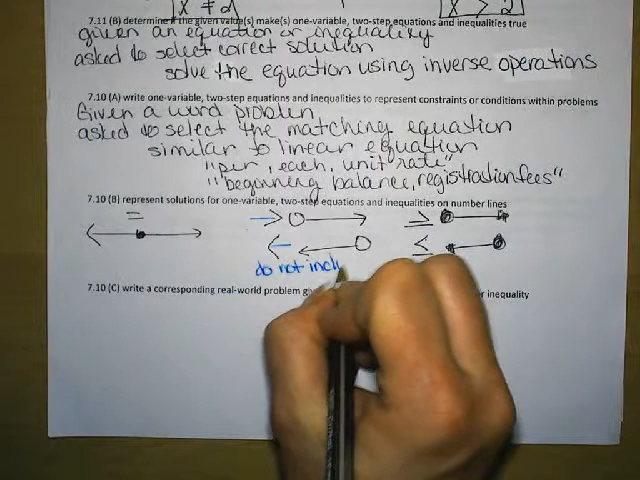 x ≠ 2
x > 2
7.11 (B) determine if the given value(s) make(s) one-variable, two-step equations and inequalities true
given an equation or inequality
asked to select correct solution
solve the equation using inverse operations
7.10 (A) write one-variable, two-step equations and inequalities to represent constraints or conditions within problems
Given a word problem
asked to select the matching equation
similar to linear equation
"per, each, unit rate"
"beginning balance, registration fees"
7.10 (B) represent solutions for one-variable, two-step equations and inequalities on number lines
= > ≥
< ≤
do not incl
7.10 (C) write a corresponding real-world problem inequality